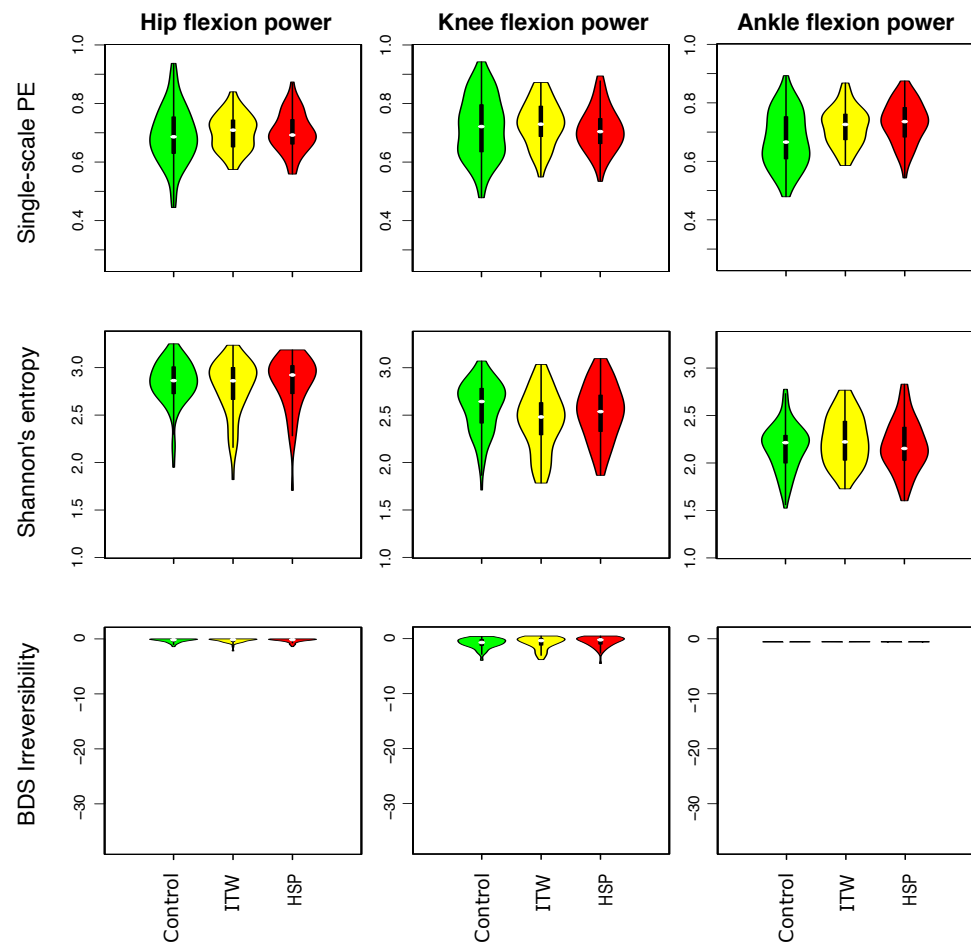 Hip flexion power Knee flexion power Ankle flexion power
Single-scale PE
1.0 0.8 0.6 0.4
1.0 0.8 0.6 0.4
1.0 0.8 0.6 0.4
Shannon's entropy
3.0 2.5 2.0 1.5 1.0
3.0 2.5 2.0 1.5 1.0
3.0 2.5 2.0 1.5 1.0
BDS Irreversibility
0 −10 −20 −30
0 −10 −20 −30
0 −10 −20 −30
Control ITW HSP
Control ITW HSP
Control ITW HSP